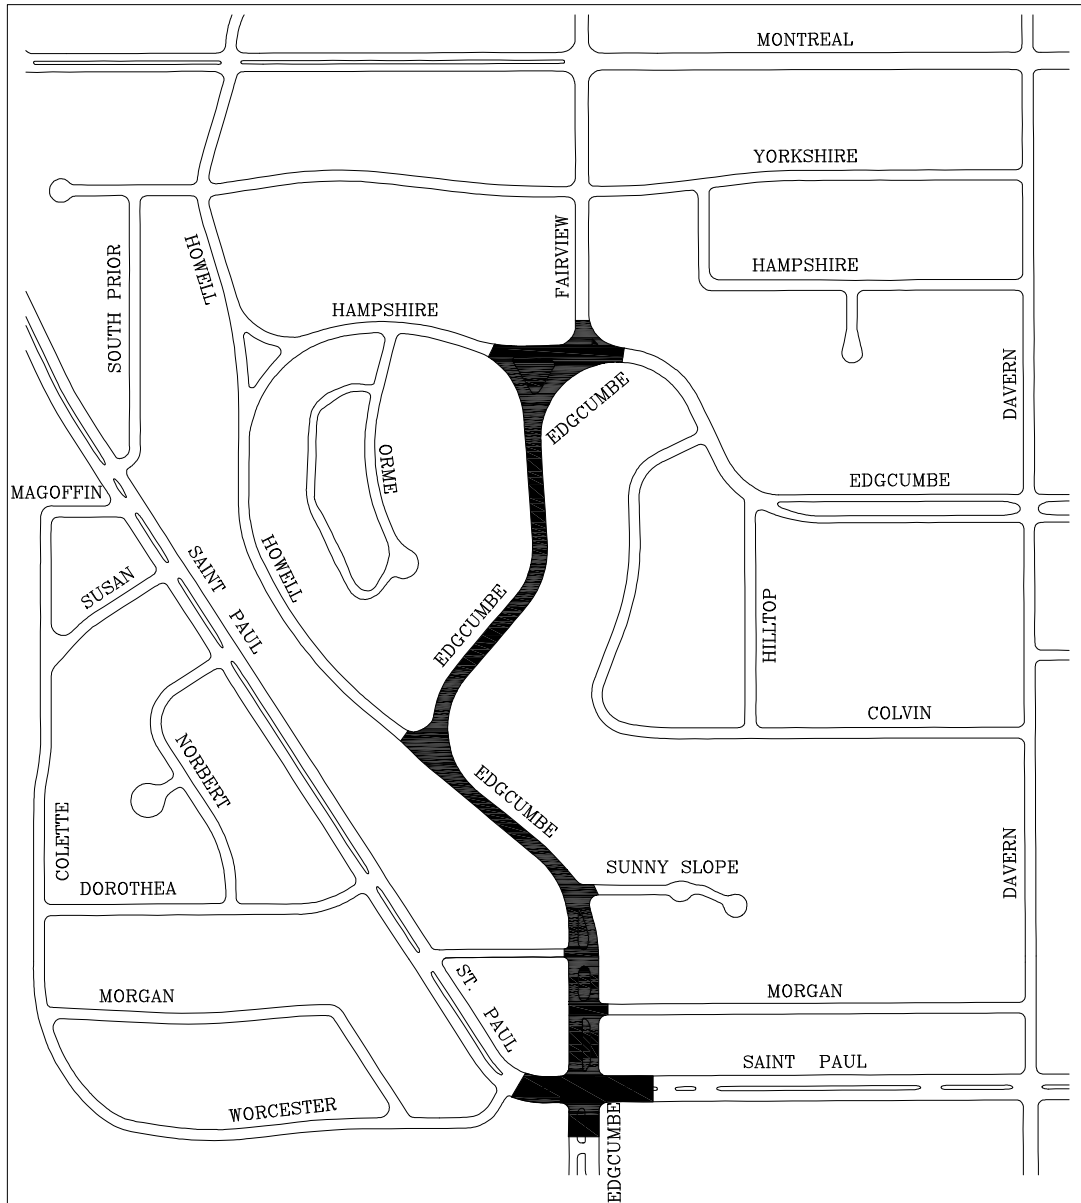 MONTREAL
YORKSHIRE
HOWELL
FAIRVIEW
SOUTH PRIOR
HAMPSHIRE
HAMPSHIRE
DAVERN
EDGCUMBE
ORME
EDGCUMBE
MAGOFFIN
SAINT PAUL
HOWELL
SUSAN
EDGCUMBE
HILLTOP
COLVIN
NORBERT
EDGCUMBE
COLETTE
DAVERN
SUNNY SLOPE
DOROTHEA
ST. PAUL
MORGAN
MORGAN
SAINT PAUL
WORCESTER
EDGCUMBE